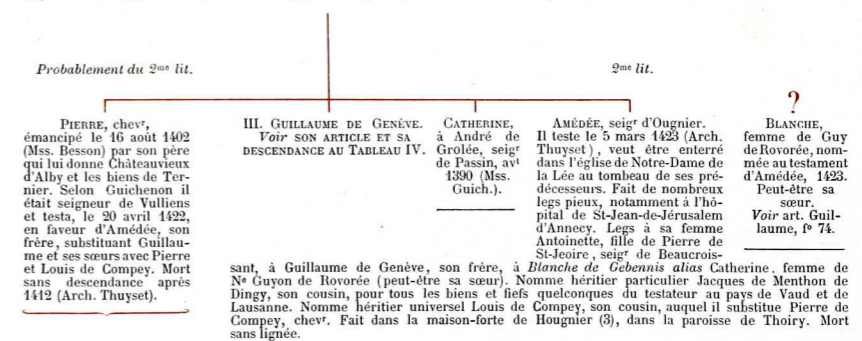 Probablement du 2me lit.
2me lit.
PIERRE, chevr,
émancipé le 16 août 1402
(Mss. Besson) par son père
qui lui donne Châteauvieux
d'Alby et les biens de Ter-
nier. Selon Guichenon il
était seigneur de Vulliens
et testa, le 20 avril 1422,
en faveur d'Amédée, son
frère, substituant Guillau-
me et ses sœurs avec Pierre
et Louis de Compey. Mort
sans descendance après
1412 (Arch. Thuyset).
III. GUILLAUME DE GENÈVE.
Voir SON ARTICLE ET SA
DESCENDANCE AU TABLEAU IV.
CATHERINE,
à André de
Grolée, seigr
de Passin, avt
1390 (Mss.
Guich.).
AMÉDÉE, seigr d'Ougnier.
Il teste le 5 mars 1423 (Arch.
Thuyset), veut être enterré
dans l'église de Notre-Dame de
la Lée au tombeau de ses pré-
décesseurs. Fait de nombreux
legs pieux, notamment à l'hô-
pital de St-Jean-de-Jérusalem
d'Annecy. Legs à sa femme
Antoinette, fille de Pierre de
St-Jeoire, seigr de Beaucrois-
sant, à Guillaume de Genève, son frère, à Blanche de Gebennis alias Catherine, femme de
Ne Guyon de Rovorée (peut-être sa sœur). Nomme héritier particulier Jacques de Menthon de
Dingy, son cousin, pour tous les biens et fiefs quelconques du testateur au pays de Vaud et de
Lausanne. Nomme héritier universel Louis de Compey, son cousin, auquel il substitue Pierre de
Compey, chevr. Fait dans la maison-forte de Hougnier (3), dans la paroisse de Thoiry. Mort
sans lignée.
?
BLANCHE,
femme de Guy
de Rovorée, nom-
mée au testament
d'Amédée, 1423.
Peut-être sa
sœur.
Voir art. Guil-
laume, fo 74.